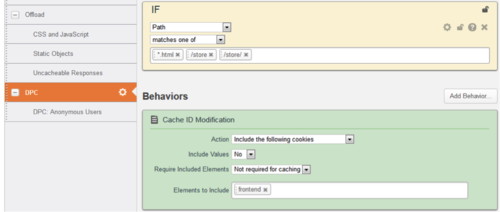 Offload
CSS and JavaScript
Static Objects
Uncacheable Responses
DPC
DPC: Anonymous Users
IF
Path
matches one of
*.html × /store × /store/ ×
Behaviors
Add Behavior...
Cache ID Modification
Action Include the following cookies
Include Values No
Require Included Elements Not required for caching
Elements to Include frontend ×